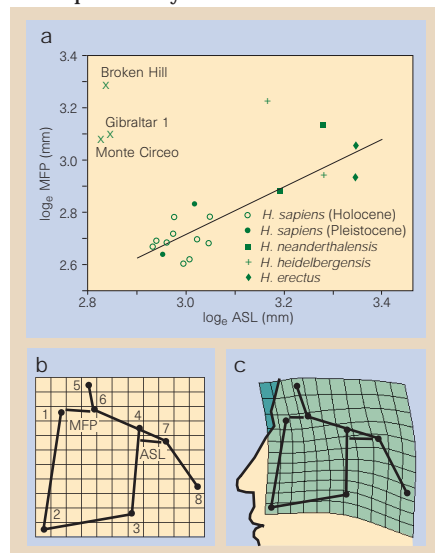 a
3.4
3.2
3.0
2.8
2.6
loge MFP (mm)
Broken Hill
Gibraltar 1
Monte Circeo
H. sapiens (Holocene)
H. sapiens (Pleistocene)
H. neanderthalensis
H. heidelbergensis
H. erectus
2.8
3.0
3.2
3.4
loge ASL (mm)
b
5
6
1
MFP
4
7
ASL
8
2
3
c